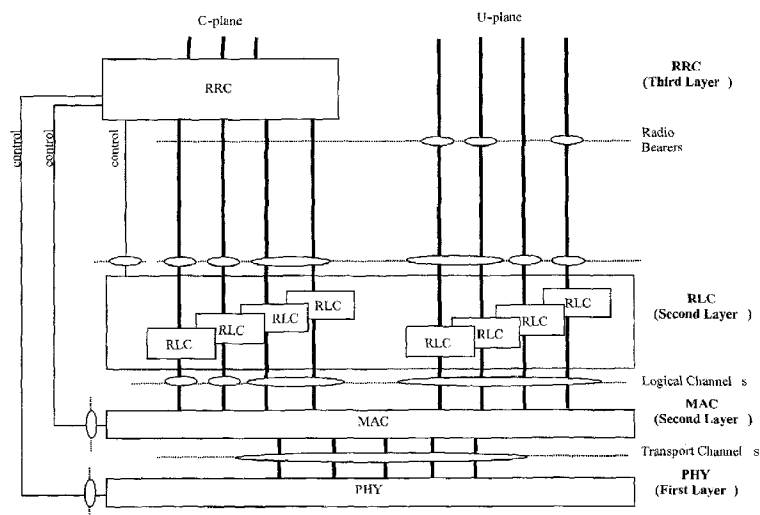 C-plane
U-plane
RRC
(Third Layer )
RRC
control
control
control
Radio
Bearers
RLC
RLC
RLC
RLC
RLC
RLC
RLC
RLC
RLC
(Second Layer )
Logical Channel s
MAC
(Second Layer )
MAC
Transport Channel s
PHY
(First Layer )
PHY